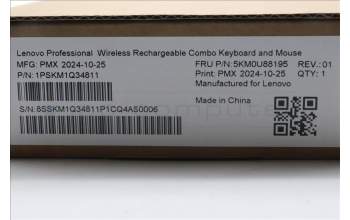 Lenovo Professional Wireless Rechargeable Combo Keyboard and Mouse
MFG: PMX 2024-10-25 FRU P/N: 5KM0U88195 REV.: 01
P/N: 1PSKM1Q34811 Print: PMX 2024-10-25 QTY: 1
Manufactured for Lenovo
Made in China
S/N:8SSKM1Q34811P1CQ4AS0006